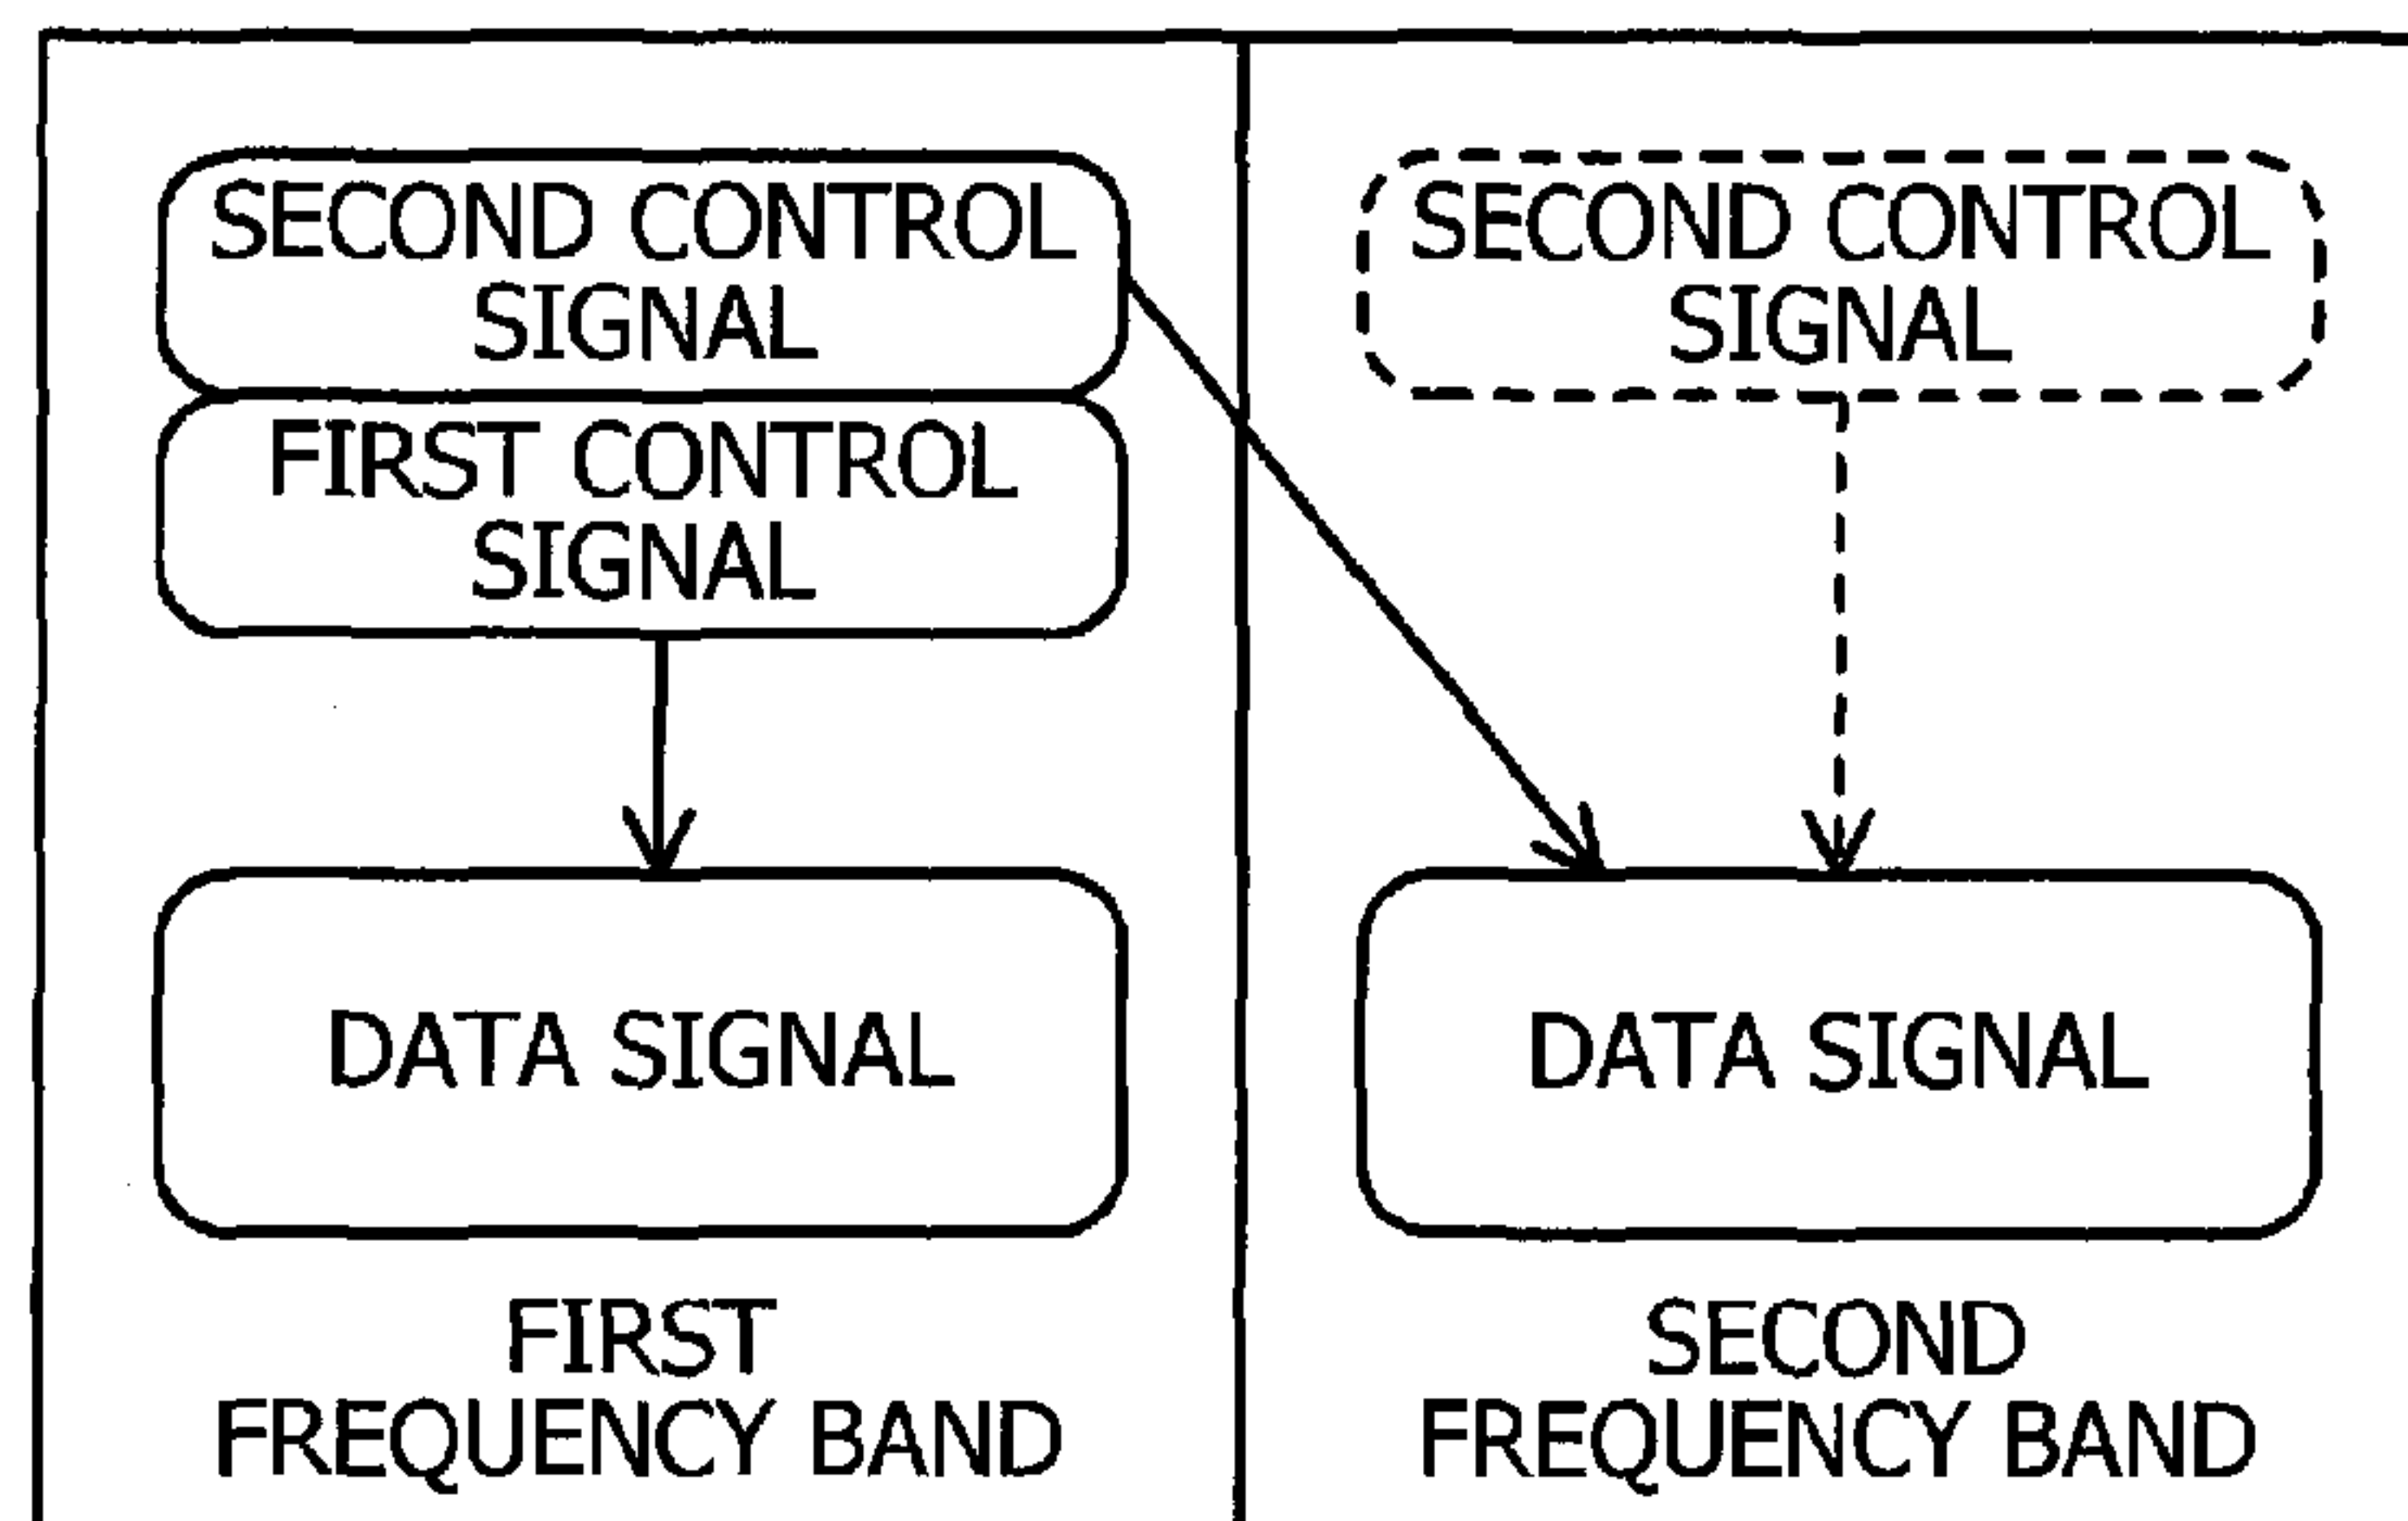 SECOND CONTROL
SIGNAL
FIRST CONTROL
SIGNAL
DATA SIGNAL
FIRST
FREQUENCY BAND
SECOND CONTROL
SIGNAL
DATA SIGNAL
SECOND
FREQUENCY BAND